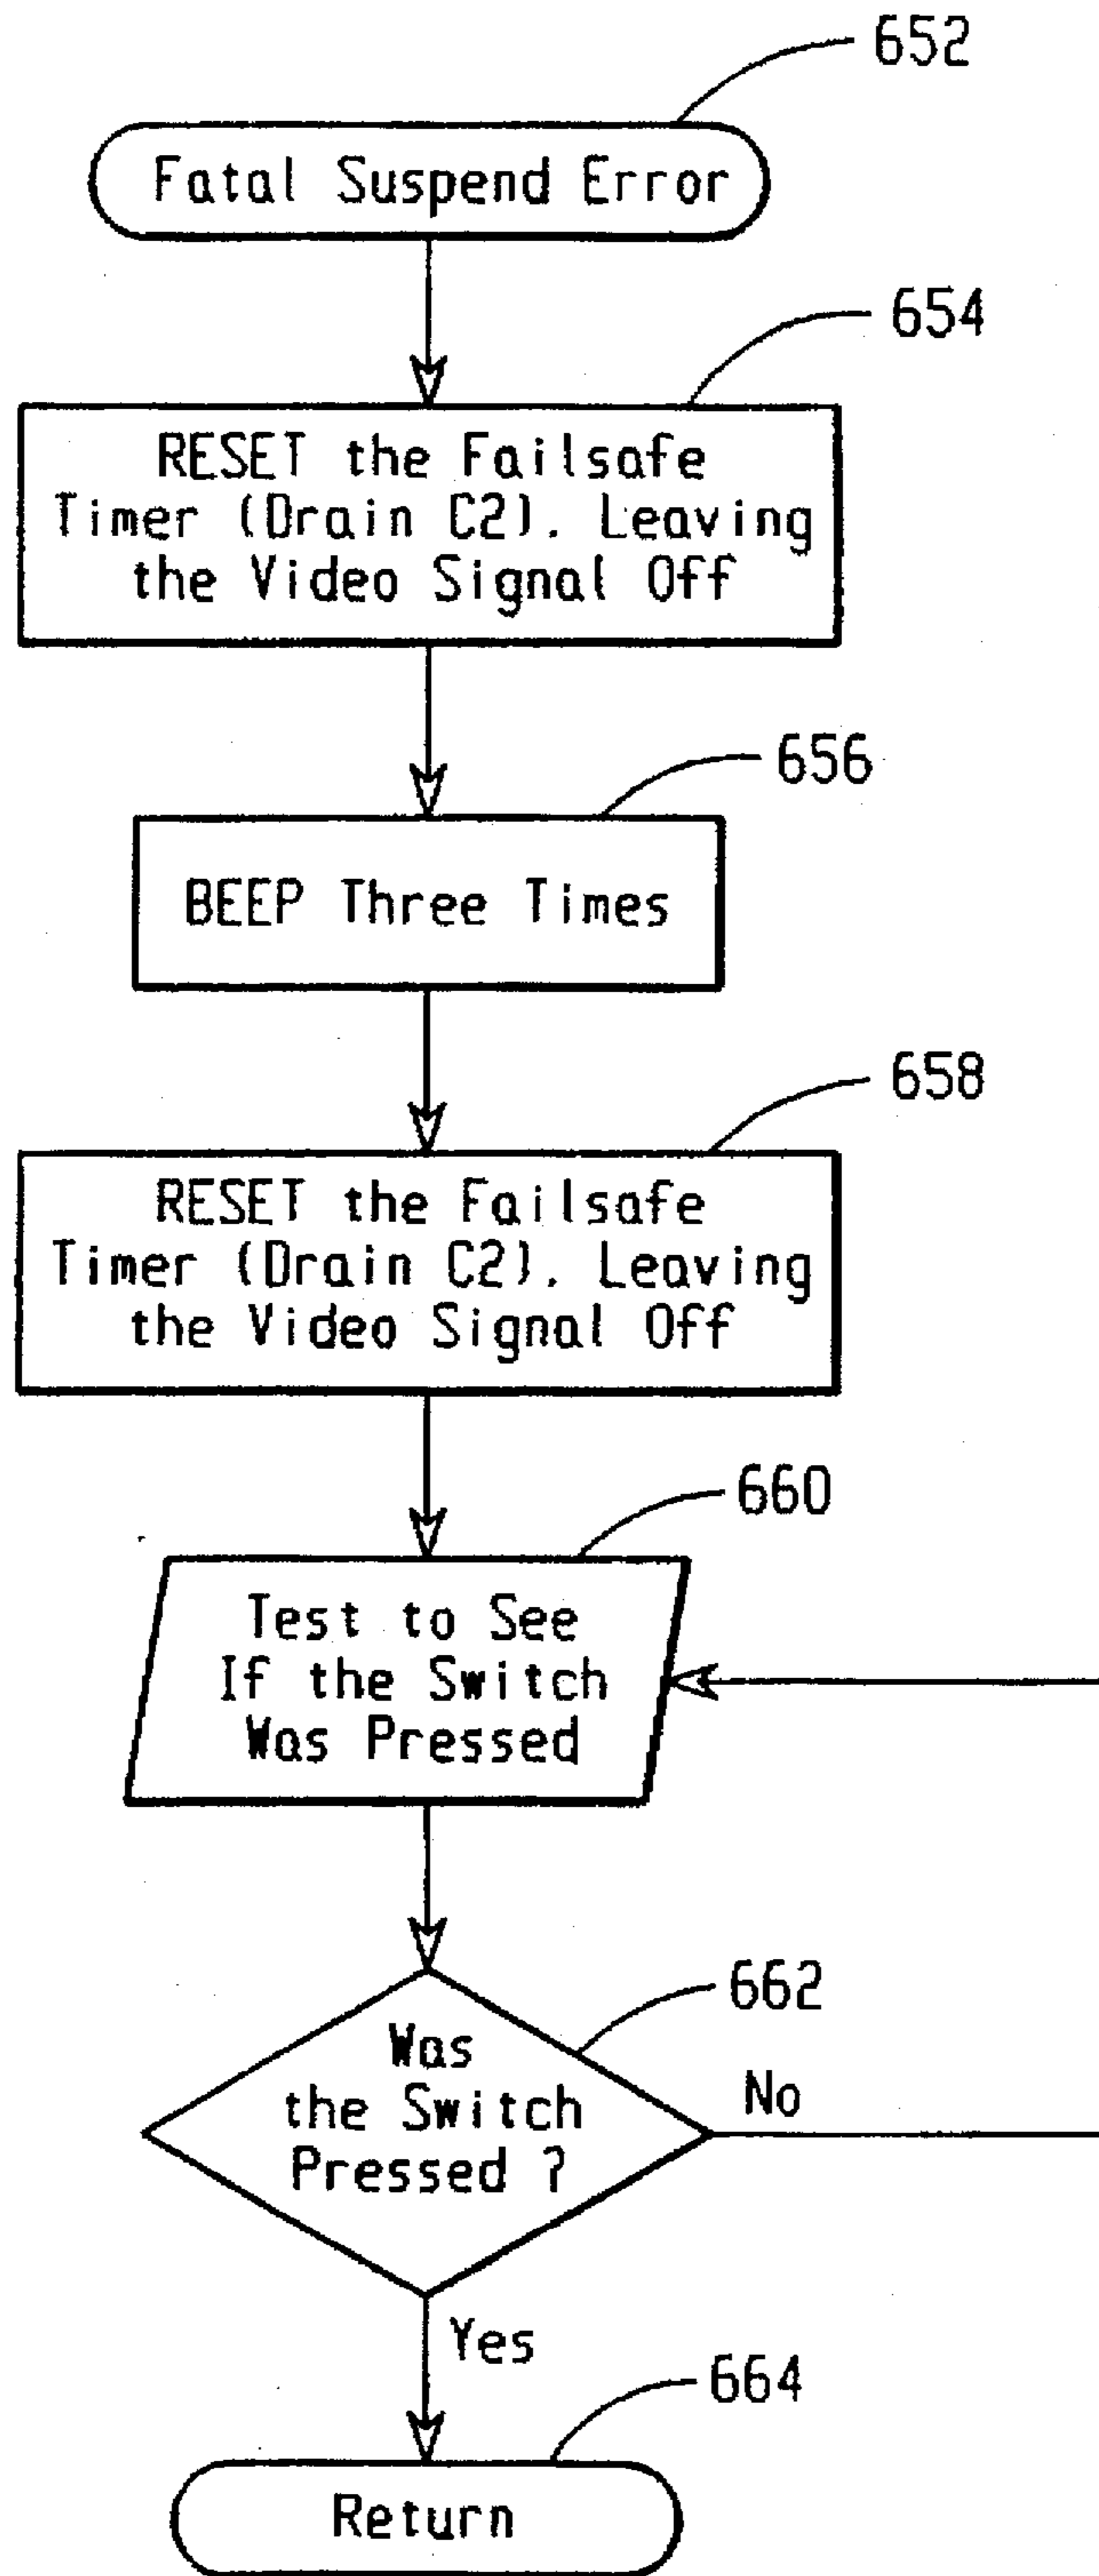 652
Fatal Suspend Error
654
RESET the Failsafe
Timer (Drain C2). Leaving
the Video Signal Off
656
BEEP Three Times
658
RESET the Failsafe
Timer (Drain C2). Leaving
the Video Signal Off
660
Test to See
If the Switch
Was Pressed
662
Was
the Switch
Pressed ?
No
Yes
664
Return